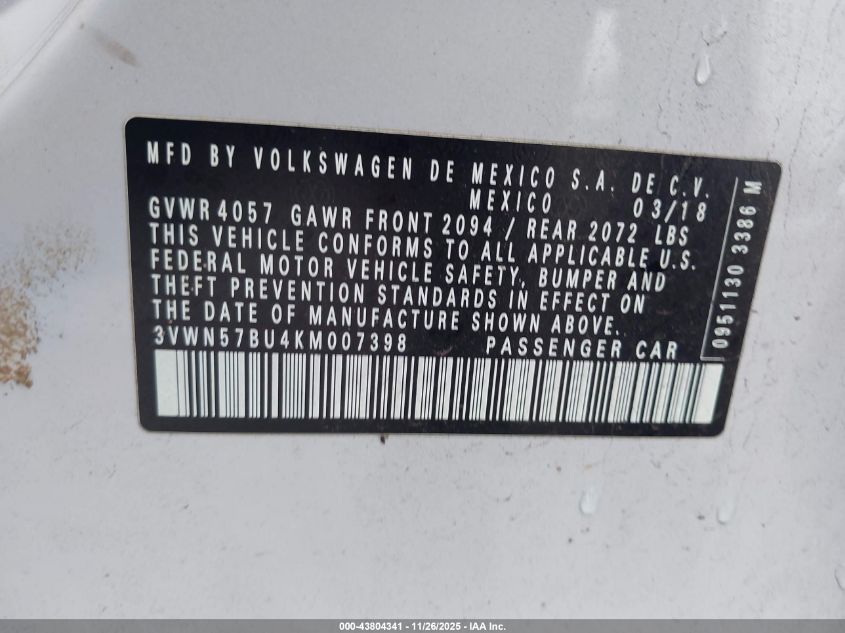 MFD BY VOLKSWAGEN DE MEXICO S.A. DE C.V.
MEXICO 03/18
GVWR 4057 GAWR FRONT 2094 / REAR 2072 LBS
THIS VEHICLE CONFORMS TO ALL APPLICABLE U.S.
FEDERAL MOTOR VEHICLE SAFETY, BUMPER AND
THEFT PREVENTION STANDARDS IN EFFECT ON
THE DATE OF MANUFACTURE SHOWN ABOVE.
3VWN57BU4KM007398 PASSENGER CAR
0951130 3386 M
000-43804341 - 11/26/2025 - IAA Inc.